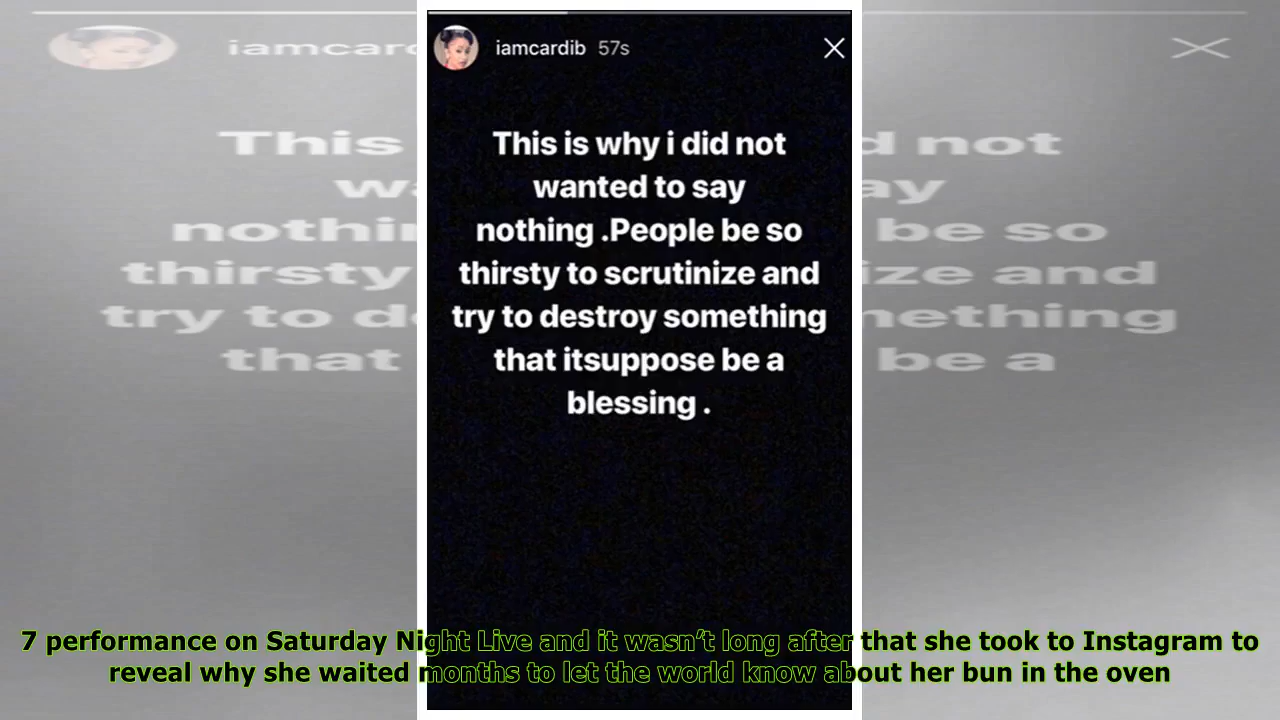 iamcardib 57s
This is why i did not
wanted to say
nothing .People be so
thirsty to scrutinize and
try to destroy something
that itsuppose be a
blessing .
7 performance on Saturday Night Live and it wasn’t long after that she took to Instagram to
reveal why she waited months to let the world know about her bun in the oven